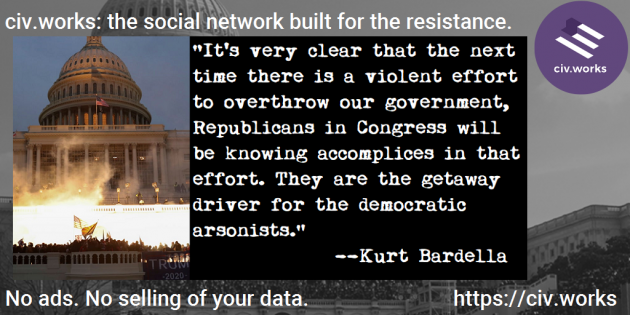 civ.works: the social network built for the resistance.
civ.works
"It's very clear that the next
time there is a violent effort
to overthrow our government,
Republicans in Congress will
be knowing accomplices in that
effort. They are the getaway
driver for the democratic
arsonists."
--Kurt Bardella
TRUMP
2020
No ads. No selling of your data.
https://civ.works